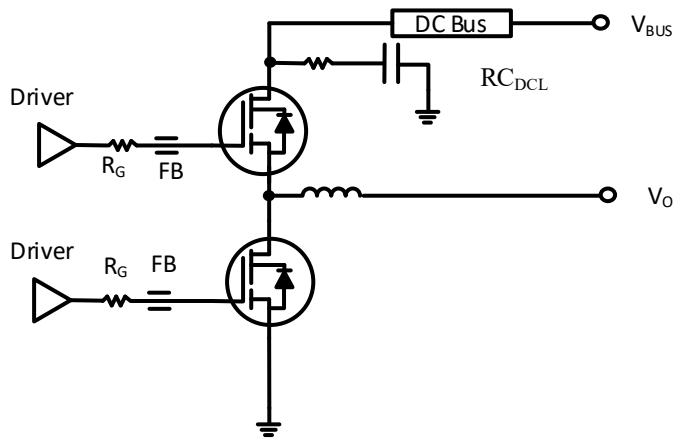 DC Bus
V_BUS
RC_DCL
Driver
R_G
FB
V_O
Driver
R_G
FB